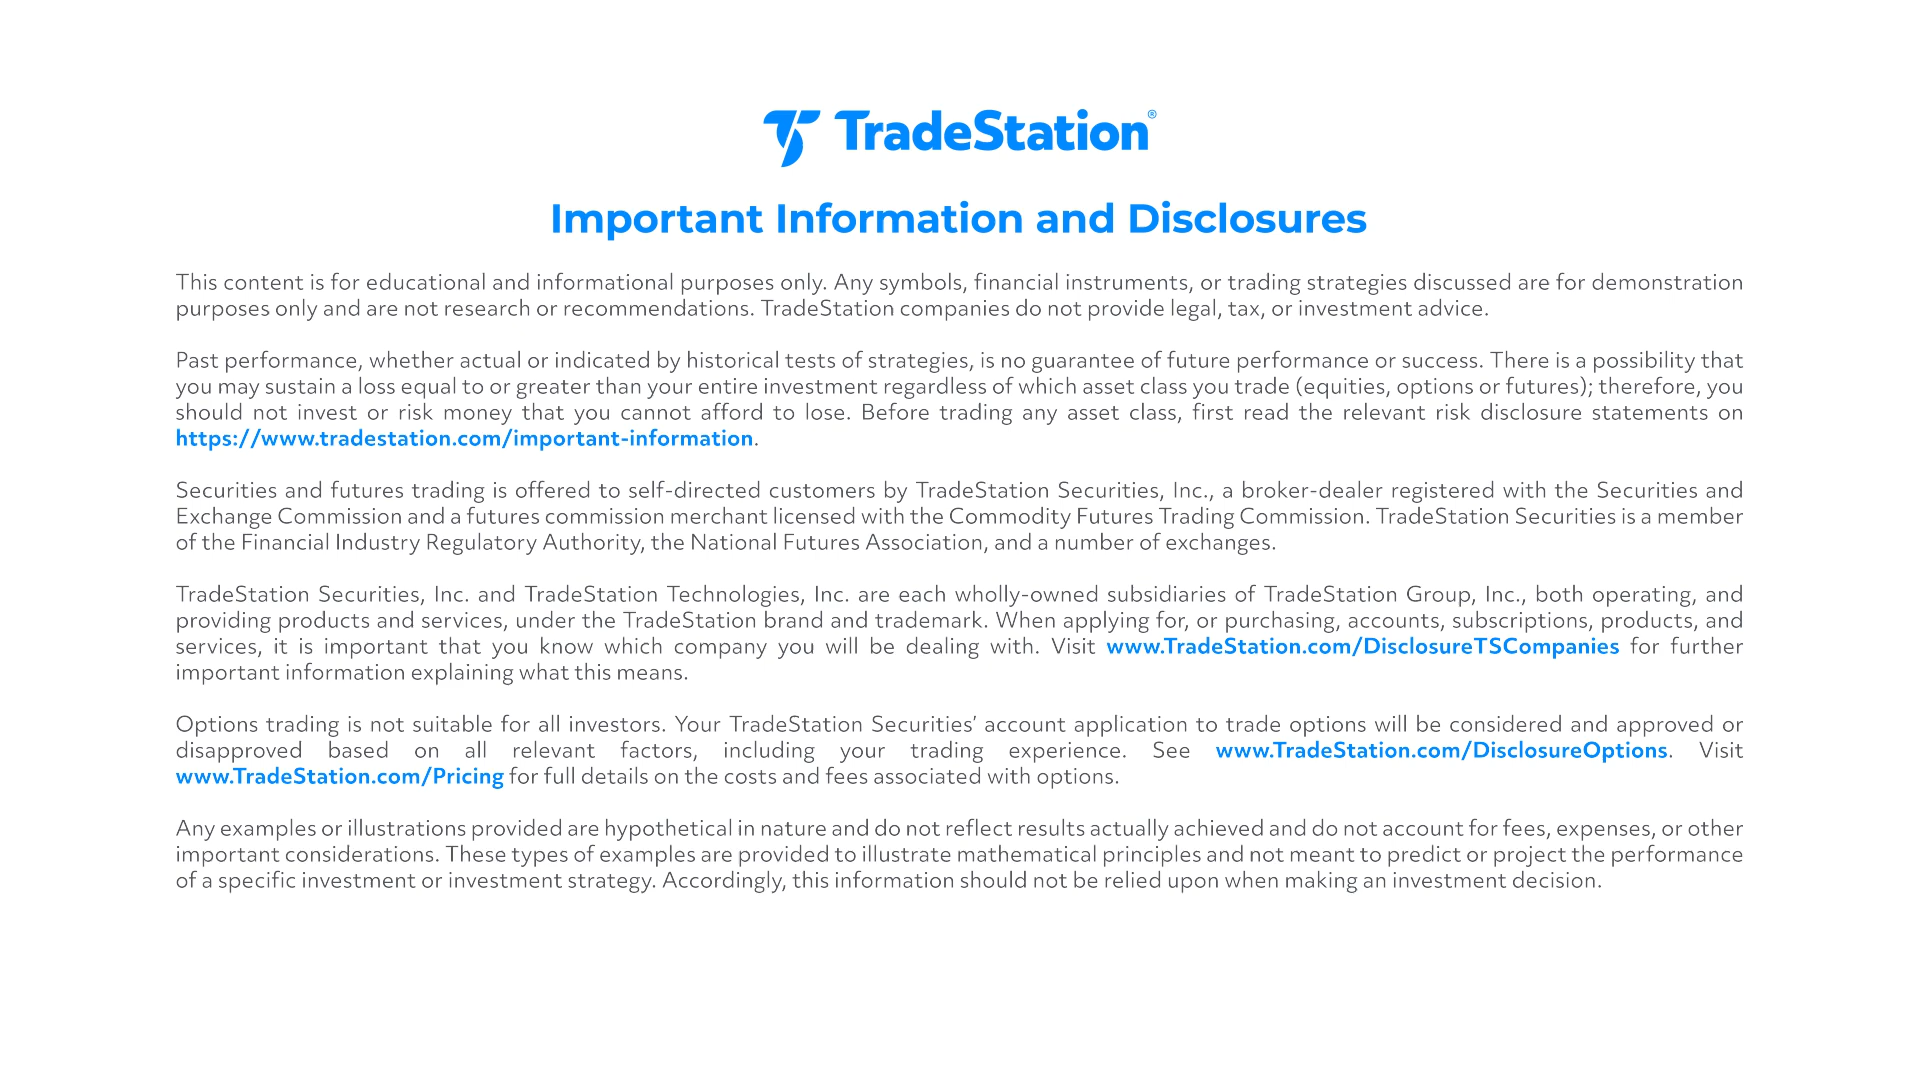 TradeStation®
Important Information and Disclosures
This content is for educational and informational purposes only. Any symbols, financial instruments, or trading strategies discussed are for demonstration
purposes only and are not research or recommendations. TradeStation companies do not provide legal, tax, or investment advice.
Past performance, whether actual or indicated by historical tests of strategies, is no guarantee of future performance or success. There is a possibility that
you may sustain a loss equal to or greater than your entire investment regardless of which asset class you trade (equities, options or futures); therefore, you
should not invest or risk money that you cannot afford to lose. Before trading any asset class, first read the relevant risk disclosure statements on
https://www.tradestation.com/important-information.
Securities and futures trading is offered to self-directed customers by TradeStation Securities, Inc., a broker-dealer registered with the Securities and
Exchange Commission and a futures commission merchant licensed with the Commodity Futures Trading Commission. TradeStation Securities is a member
of the Financial Industry Regulatory Authority, the National Futures Association, and a number of exchanges.
TradeStation Securities, Inc. and TradeStation Technologies, Inc. are each wholly-owned subsidiaries of TradeStation Group, Inc., both operating, and
providing products and services, under the TradeStation brand and trademark. When applying for, or purchasing, accounts, subscriptions, products, and
services, it is important that you know which company you will be dealing with. Visit www.TradeStation.com/DisclosureTSCompanies for further
important information explaining what this means.
Options trading is not suitable for all investors. Your TradeStation Securities’ account application to trade options will be considered and approved or
disapproved based on all relevant factors, including your trading experience. See www.TradeStation.com/DisclosureOptions. Visit
www.TradeStation.com/Pricing for full details on the costs and fees associated with options.
Any examples or illustrations provided are hypothetical in nature and do not reflect results actually achieved and do not account for fees, expenses, or other
important considerations. These types of examples are provided to illustrate mathematical principles and not meant to predict or project the performance
of a specific investment or investment strategy. Accordingly, this information should not be relied upon when making an investment decision.